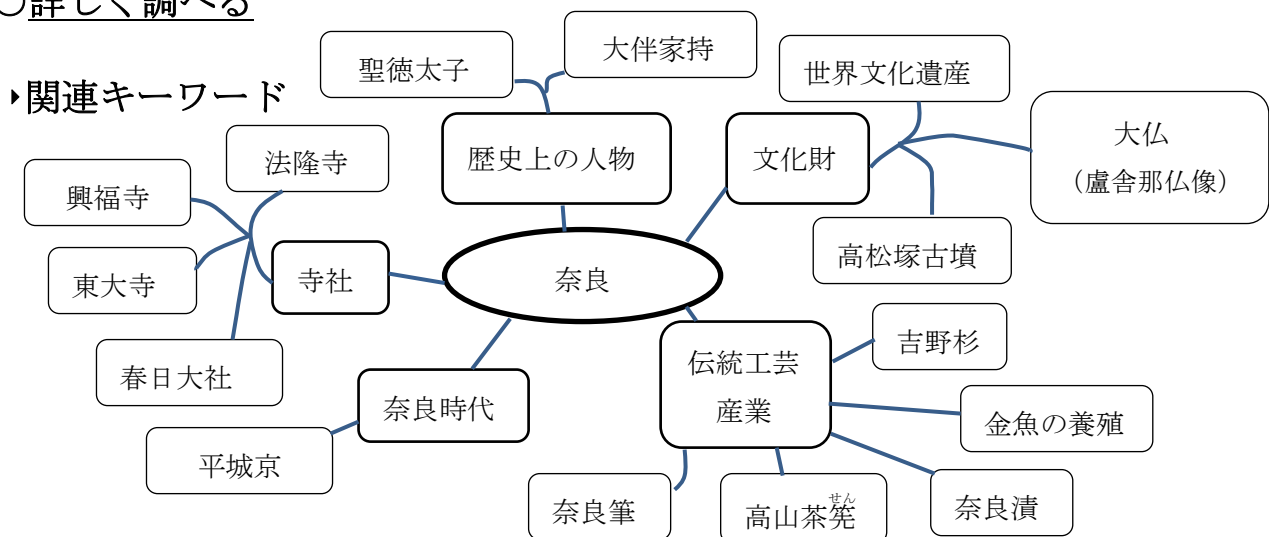 ○詳しく調べる
▸関連キーワード
聖徳太子
大伴家持
世界文化遺産
大仏
（盧舎那仏像）
法隆寺
歴史上の人物
文化財
興福寺
高松塚古墳
東大寺
寺社
奈良
春日大社
奈良時代
伝統工芸
産業
吉野杉
平城京
金魚の養殖
奈良筆
せん
高山茶筅
奈良漬